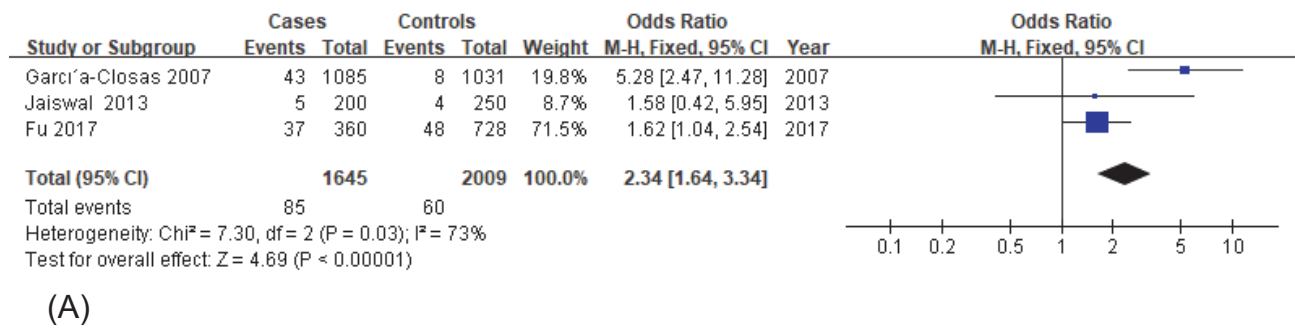 Cases Controls Odds Ratio Odds Ratio
Study or Subgroup Events Total Events Total Weight M-H, Fixed, 95% CI Year M-H, Fixed, 95% CI
Garcı´a-Closas 2007 43 1085 8 1031 19.8% 5.28 [2.47, 11.28] 2007
Jaiswal 2013 5 200 4 250 8.7% 1.58 [0.42, 5.95] 2013
Fu 2017 37 360 48 728 71.5% 1.62 [1.04, 2.54] 2017
Total (95% CI) 1645 2009 100.0% 2.34 [1.64, 3.34]
Total events 85 60
Heterogeneity: Chi² = 7.30, df = 2 (P = 0.03); I² = 73%
Test for overall effect: Z = 4.69 (P < 0.00001)
0.1 0.2 0.5 1 2 5 10
(A)